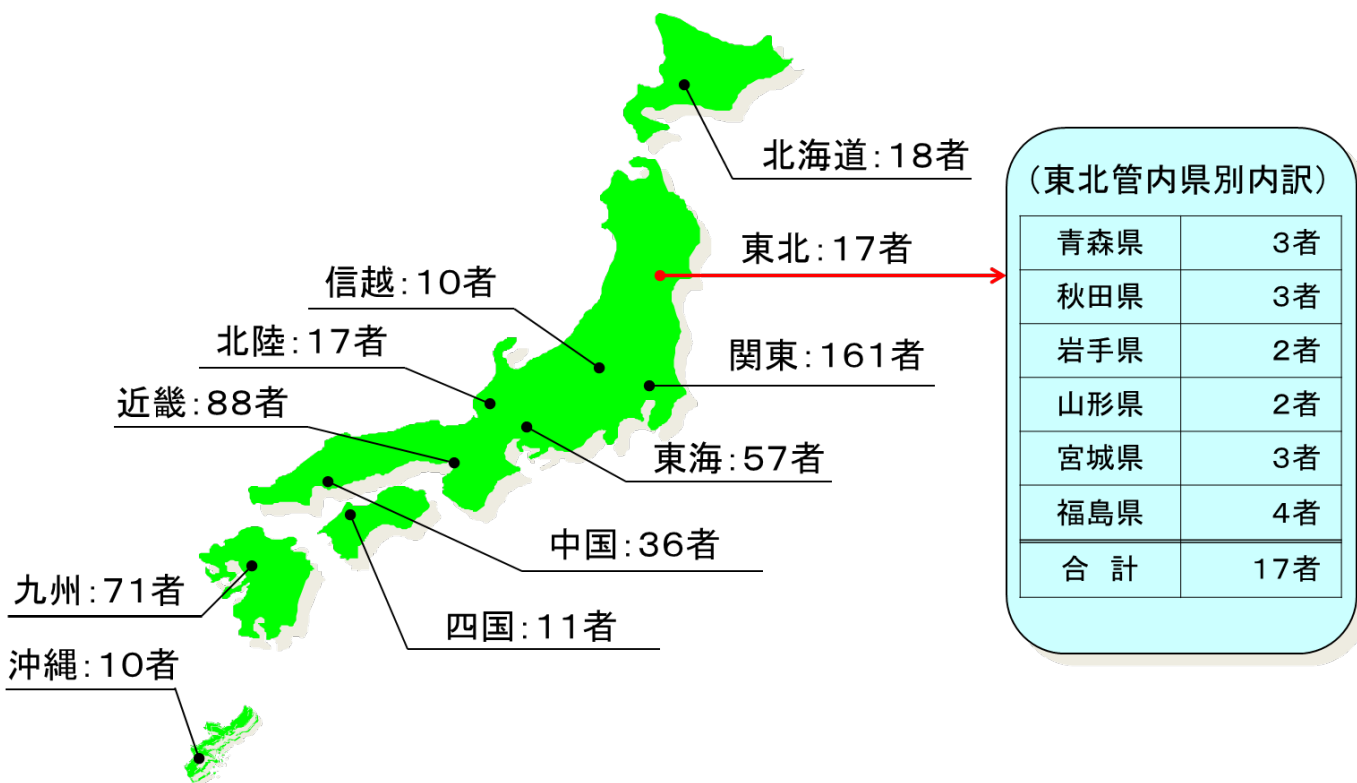 北海道：18者
東北：17者
信越：10者
北陸：17者
関東：161者
近畿：88者
東海：57者
中国：36者
九州：71者
四国：11者
沖縄：10者
（東北管内県別内訳）
青森県 3者
秋田県 3者
岩手県 2者
山形県 2者
宮城県 3者
福島県 4者
合 計 17者